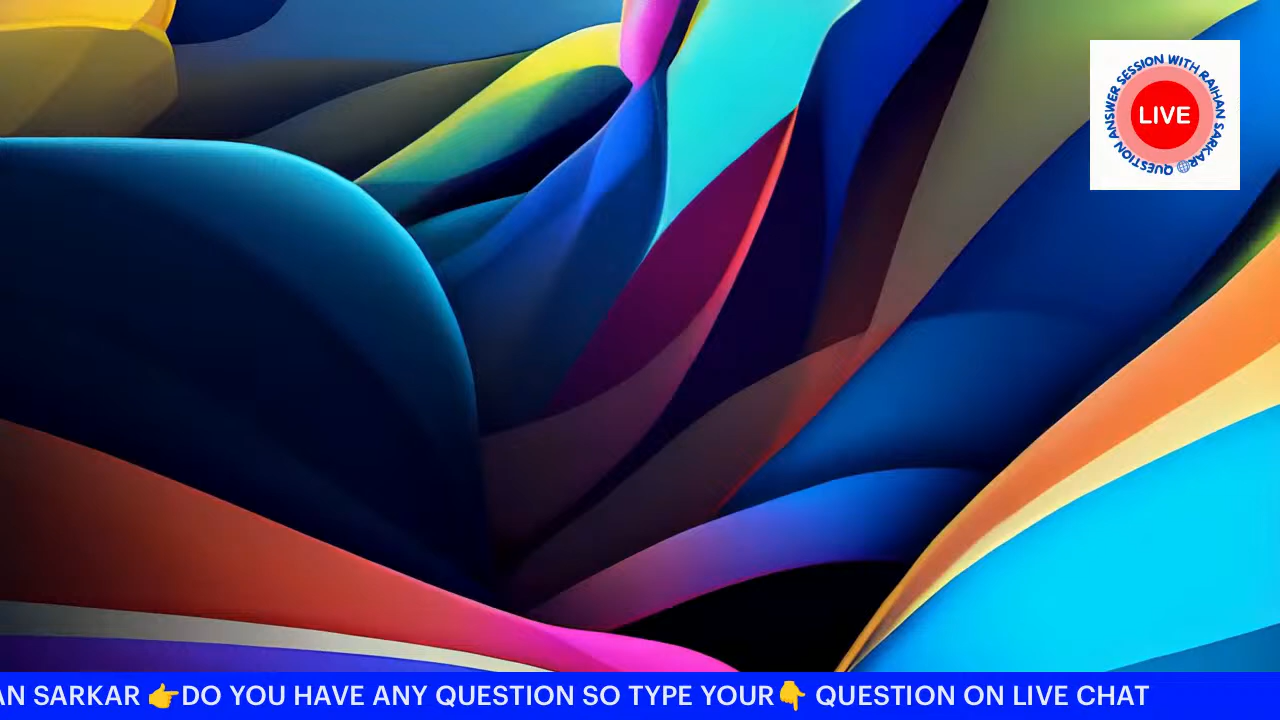 QUESTION ANSWER SESSION WITH RAIHAN SARKAR
LIVE
AN SARKAR 👉DO YOU HAVE ANY QUESTION SO TYPE YOUR👇 QUESTION ON LIVE CHAT